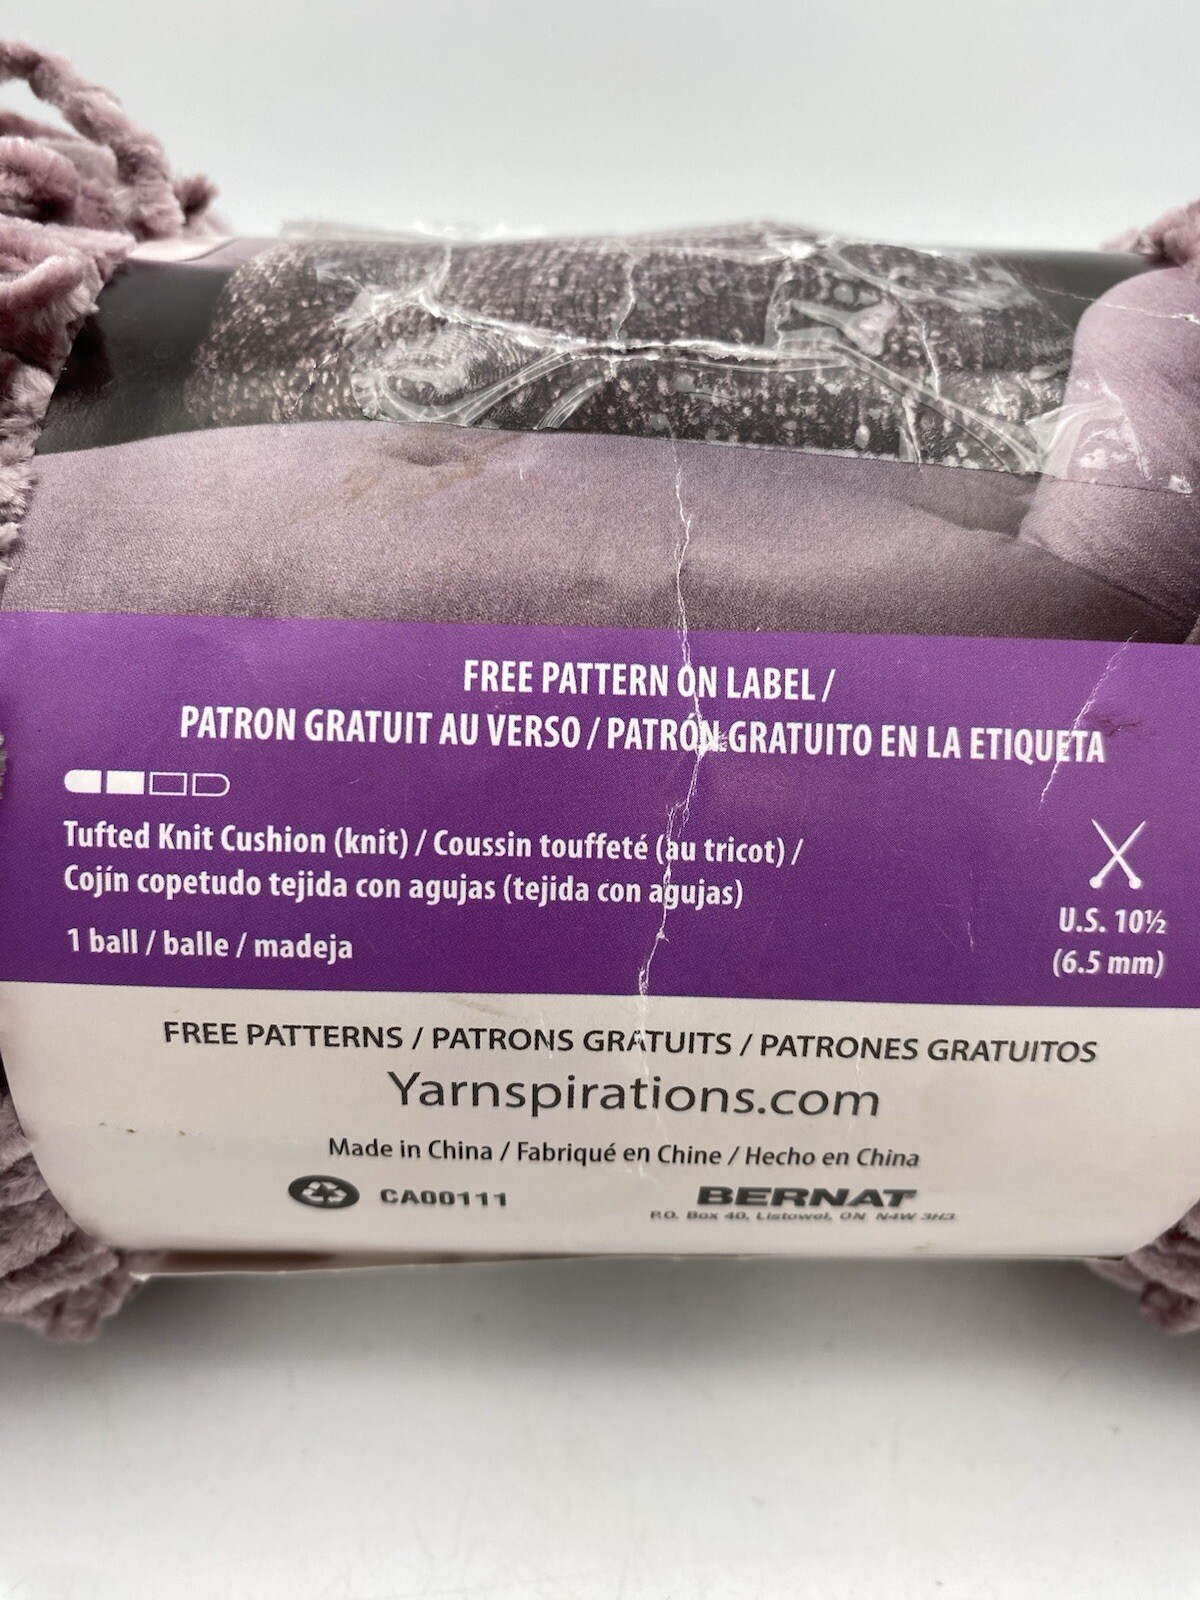 FREE PATTERN ON LABEL /
PATRON GRATUIT AU VERSO / PATRÓN GRATUITO EN LA ETIQUETA
Tufted Knit Cushion (knit) / Coussin touffeté (au tricot) /
Cojín copetudo tejida con agujas (tejida con agujas)
1 ball / balle / madeja
U.S. 10½
(6.5 mm)
FREE PATTERNS / PATRONS GRATUITS / PATRONES GRATUITOS
Yarnspirations.com
Made in China / Fabriqué en Chine / Hecho en China
CA00111
BERNAT
P.O. Box 40, Listowel, ON N4W 3H3